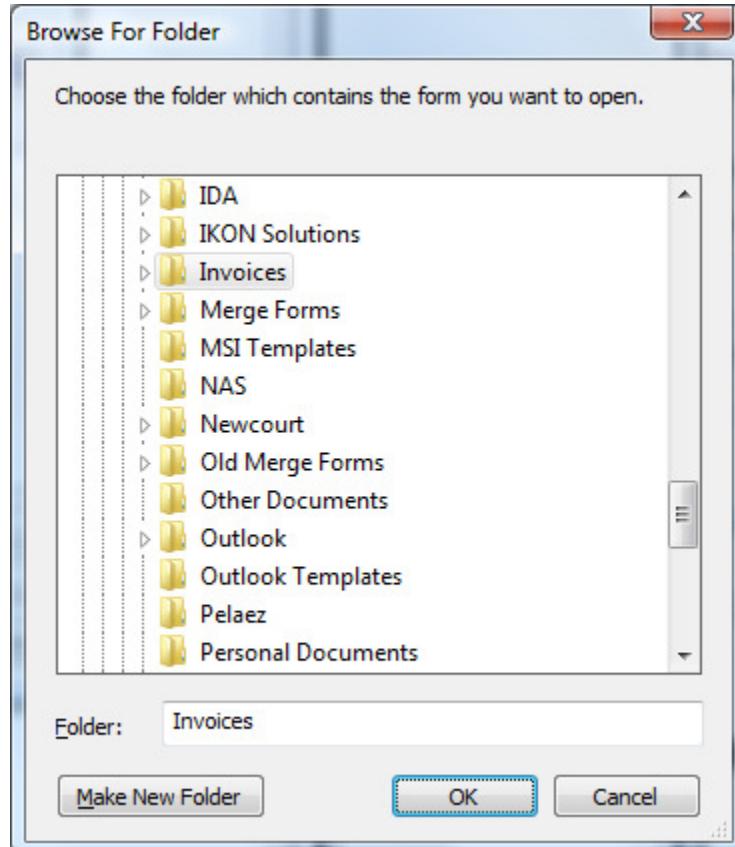 Browse For Folder
Choose the folder which contains the form you want to open.
IDA
IKON Solutions
Invoices
Merge Forms
MSI Templates
NAS
Newcourt
Old Merge Forms
Other Documents
Outlook
Outlook Templates
Pelaez
Personal Documents
Folder: Invoices
Make New Folder OK Cancel